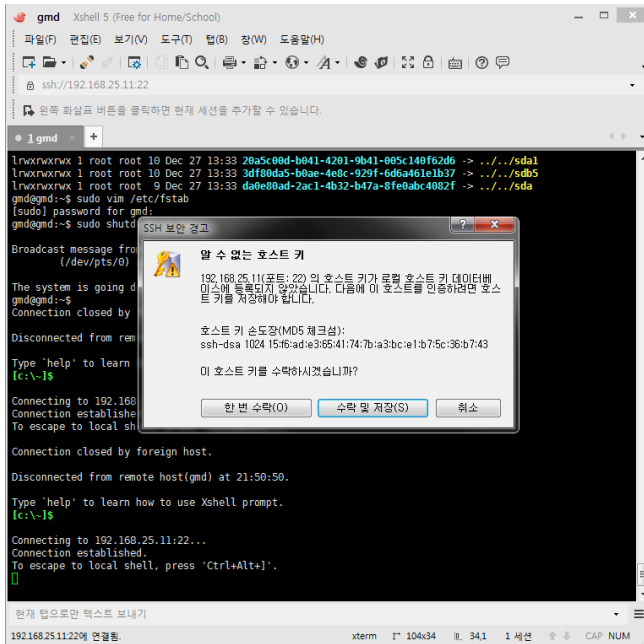 gmd Xshell 5 (Free for Home/School)
파일(F) 편집(E) 보기(V) 도구(T) 탭(B) 창(W) 도움말(H)
ssh://192.168.25.11:22
왼쪽 화살표 버튼을 클릭하면 현재 세션을 추가할 수 있습니다.
1 gmd
lrwxrwxrwx 1 root root 10 Dec 27 13:33 20a5c00d-b041-4201-9b41-005c140f62d6 -> ../../sda1
lrwxrwxrwx 1 root root 10 Dec 27 13:33 3df80da5-b0ae-4e8c-929f-6d6a461e1b37 -> ../../sdb5
lrwxrwxrwx 1 root root  9 Dec 27 13:33 da0e80ad-2ac1-4b32-b47a-8fe0abc4082f -> ../../sda
gmd@gmd:~$ sudo vim /etc/fstab
[sudo] password for gmd:
gmd@gmd:~$ sudo shutd
Broadcast message fro
(/dev/pts/0)
The system is going d
gmd@gmd:~$
Connection closed by
Disconnected from rem
Type `help' to learn
[c:\~]$
Connecting to 192.168
Connection establishe
To escape to local sh
Connection closed by foreign host.
Disconnected from remote host(gmd) at 21:50:50.
Type `help' to learn how to use Xshell prompt.
[c:\~]$
Connecting to 192.168.25.11:22...
Connection established.
To escape to local shell, press 'Ctrl+Alt+]'.
SSH 보안 경고
알 수 없는 호스트 키
192.168.25.11(포트: 22) 의 호스트 키가 로컬 호스트 키 데이터베
이스에 등록되지 않았습니다. 다음에 이 호스트를 인증하려면 호스
트 키를 저장해야 합니다.
호스트 키 손도장(MD5 체크섬):
ssh-dsa 1024 15:f6:ad:e3:65:41:74:7b:a3:bc:e1:b7:5c:36:b7:43
이 호스트 키를 수락하시겠습니까?
한 번 수락(O) 수락 및 저장(S) 취소
현재 탭으로만 텍스트 보내기
192.168.25.11:22에 연결됨. xterm 104x34 34,1 1 세션 CAP NUM